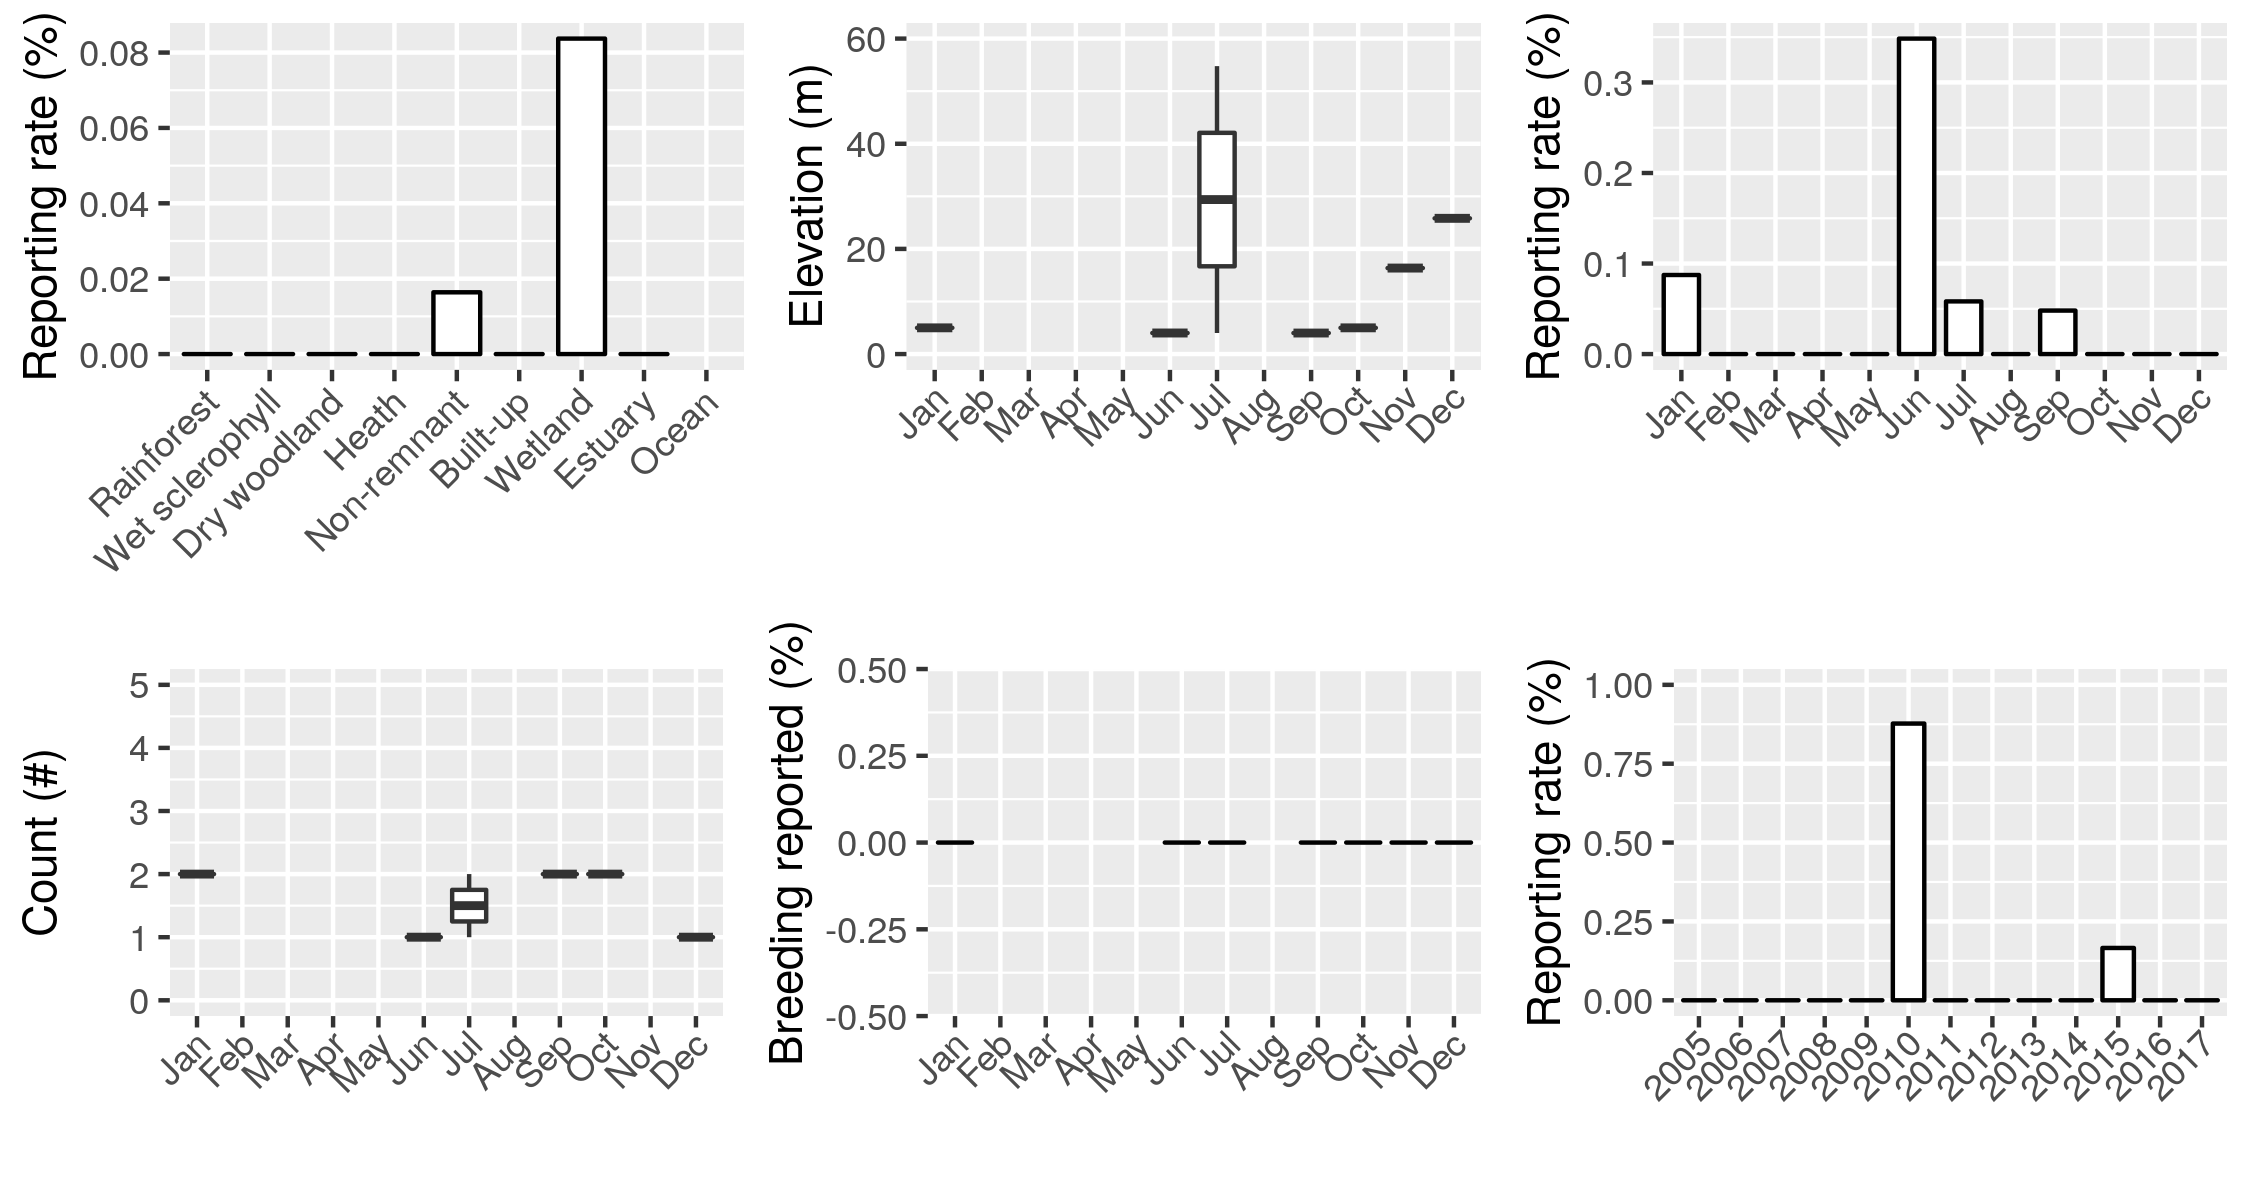 Reporting rate (%)
0.08
0.06
0.04
0.02
0.00
Rainforest
Wet sclerophyll
Dry woodland
Heath
Non-remnant
Built-up
Wetland
Estuary
Ocean
Elevation (m)
60
40
20
0
Jan
Feb
Mar
Apr
May
Jun
Jul
Aug
Sep
Oct
Nov
Dec
Reporting rate (%)
0.3
0.2
0.1
0.0
Jan
Feb
Mar
Apr
May
Jun
Jul
Aug
Sep
Oct
Nov
Dec
Count (#)
5
4
3
2
1
0
Jan
Feb
Mar
Apr
May
Jun
Jul
Aug
Sep
Oct
Nov
Dec
Breeding reported (%)
0.50
0.25
0.00
-0.25
-0.50
Jan
Feb
Mar
Apr
May
Jun
Jul
Aug
Sep
Oct
Nov
Dec
Reporting rate (%)
1.00
0.75
0.50
0.25
0.00
2005
2006
2007
2008
2009
2010
2011
2012
2013
2014
2015
2016
2017